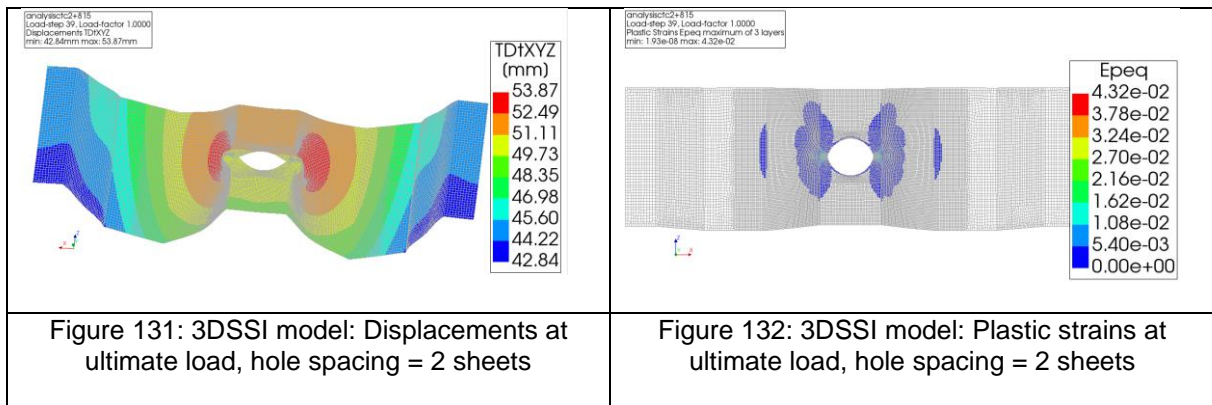 analysisctc2+815
Load-step 39, Load-factor 1.0000
Displacements TDtXYZ
min: 42.84mm max: 53.87mm
TDtXYZ
(mm)
53.87
52.49
51.11
49.73
48.35
46.98
45.60
44.22
42.84
analysisctc2+815
Load-step 39, Load-factor 1.0000
Plastic Strains Epeq maximum of 3 layers
min: 1.93e-08 max: 4.32e-02
Epeq
4.32e-02
3.78e-02
3.24e-02
2.70e-02
2.16e-02
1.62e-02
1.08e-02
5.40e-03
0.00e+00
Figure 131: 3DSSI model: Displacements at
ultimate load, hole spacing = 2 sheets
Figure 132: 3DSSI model: Plastic strains at
ultimate load, hole spacing = 2 sheets